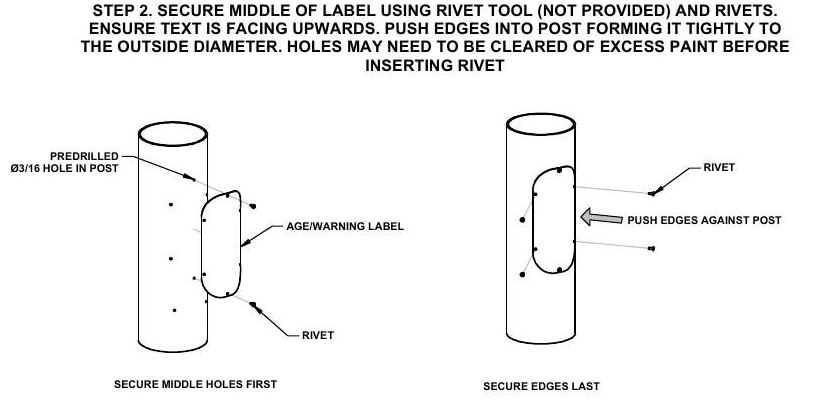 STEP 2. SECURE MIDDLE OF LABEL USING RIVET TOOL (NOT PROVIDED) AND RIVETS.
ENSURE TEXT IS FACING UPWARDS. PUSH EDGES INTO POST FORMING IT TIGHTLY TO
THE OUTSIDE DIAMETER. HOLES MAY NEED TO BE CLEARED OF EXCESS PAINT BEFORE
INSERTING RIVET
PREDRILLED
Ø3/16 HOLE IN POST
AGE/WARNING LABEL
RIVET
SECURE MIDDLE HOLES FIRST
RIVET
PUSH EDGES AGAINST POST
SECURE EDGES LAST